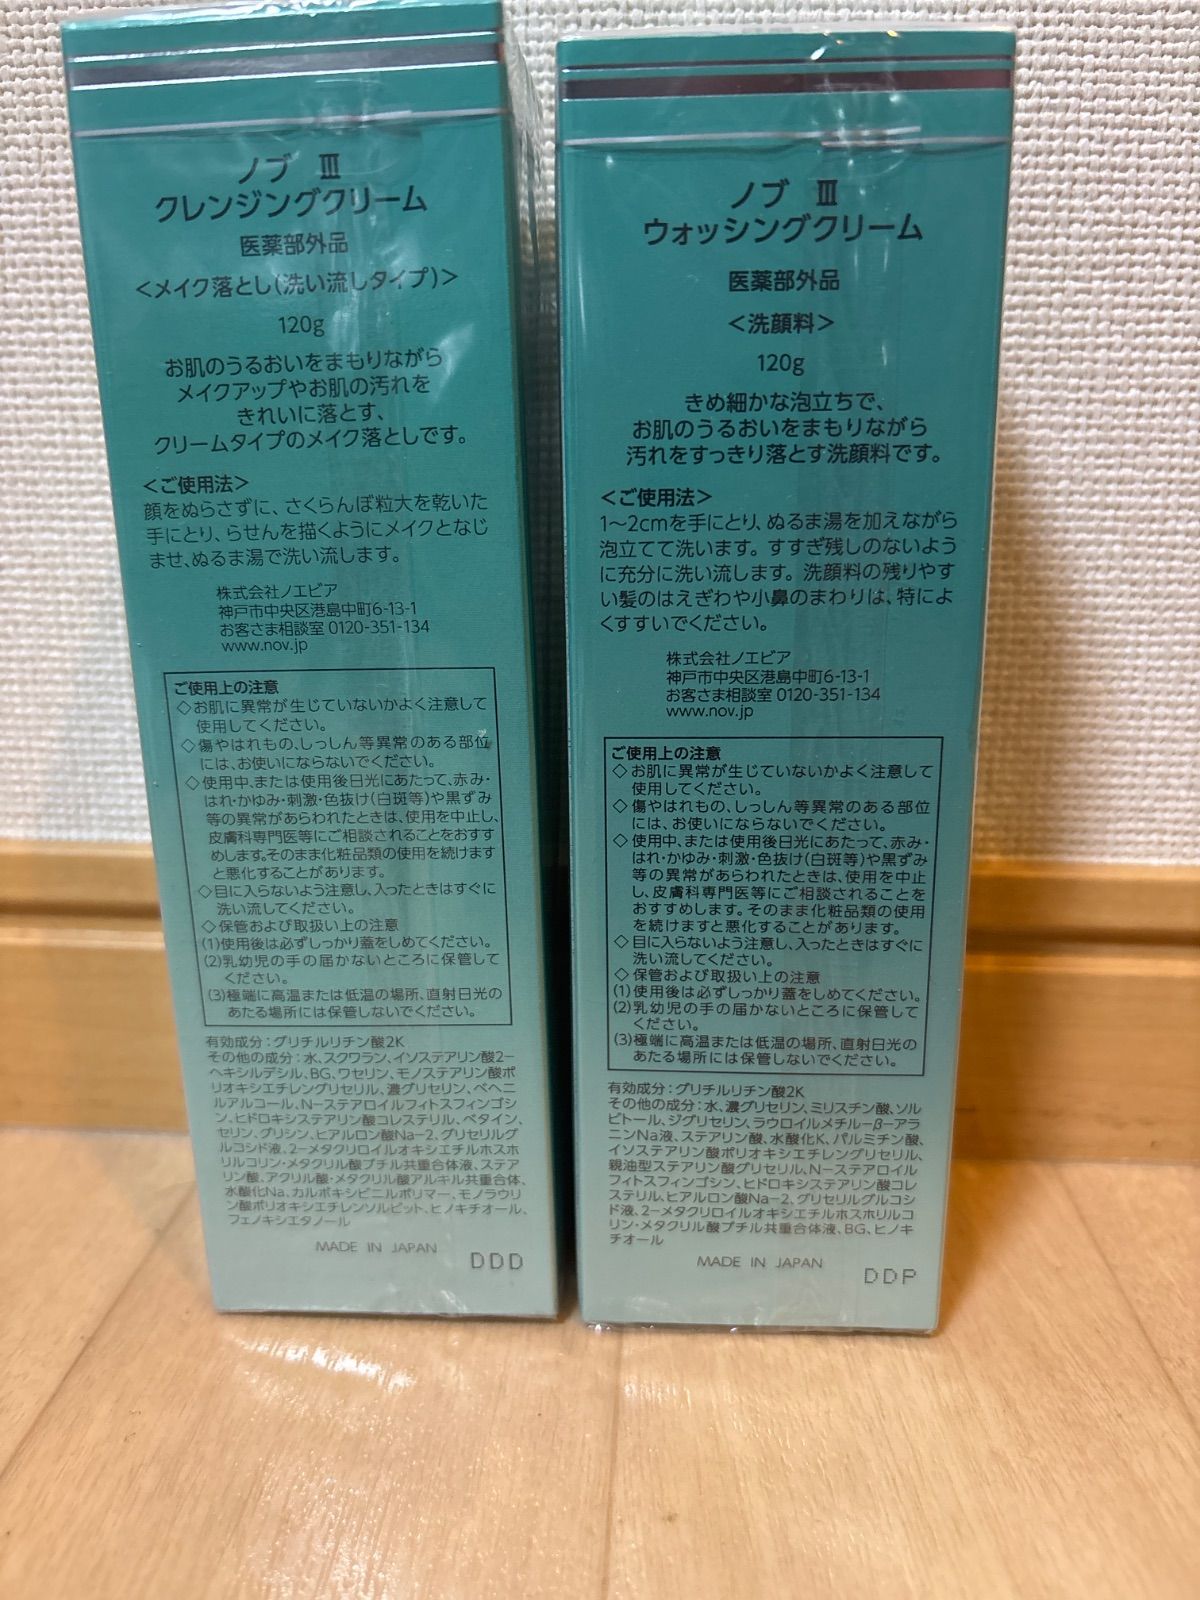 ノブ Ⅲ
クレンジングクリーム
医薬部外品
＜メイク落とし(洗い流しタイプ)＞
120g
お肌のうるおいをまもりながら
メイクアップやお肌の汚れを
きれいに落とす、
クリームタイプのメイク落としです。
＜ご使用法＞
顔をぬらさずに、さくらんぼ粒大を乾いた
手にとり、らせんを描くようにメイクとなじ
ませ、ぬるま湯で洗い流します。
株式会社ノエビア
神戸市中央区港島中町6-13-1
お客さま相談室 0120-351-134
www.nov.jp
ご使用上の注意
◇お肌に異常が生じていないかよく注意して
使用してください。
◇傷やはれもの、しっしん等異常のある部位
には、お使いにならないでください。
◇使用中、または使用後日光にあたって、赤み・
はれ・かゆみ・刺激・色抜け(白斑等)や黒ずみ
等の異常があらわれたときは、使用を中止し、
皮膚科専門医等にご相談されることをおすす
めします。そのまま化粧品類の使用を続けます
と悪化することがあります。
◇目に入らないよう注意し、入ったときはすぐに
洗い流してください。
◇保管および取扱い上の注意
(1)使用後は必ずしっかり蓋をしめてください。
(2)乳幼児の手の届かないところに保管して
ください。
(3)極端に高温または低温の場所、直射日光の
あたる場所には保管しないでください。
有効成分：グリチルリチン酸2K
その他の成分：水、スクワラン、イソステアリン酸2−
ヘキシルデシル、BG、ワセリン、モノステアリン酸ポ
リオキシエチレングリセリル、濃グリセリン、ベヘニ
ルアルコール、N−ステアロイルフィトスフィンゴシ
ン、ヒドロキシステアリン酸コレステリル、ベタイン、
セリン、グリシン、ヒアルロン酸Na−2、グリセリルグ
ルコシド液、2−メタクリロイルオキシエチルホスホ
リルコリン・メタクリル酸ブチル共重合体液、ステア
リン酸、アクリル酸・メタクリル酸アルキル共重合体、
水酸化Na、カルボキシビニルポリマー、モノラウリ
ン酸ポリオキシエチレンソルビット、ヒノキチオール、
フェノキシエタノール
MADE IN JAPAN
DDD
ノブ Ⅲ
ウォッシングクリーム
医薬部外品
＜洗顔料＞
120g
きめ細かな泡立ちで、
お肌のうるおいをまもりながら
汚れをすっきり落とす洗顔料です。
＜ご使用法＞
1〜2cmを手にとり、ぬるま湯を加えながら
泡立てて洗います。すすぎ残しのないよう
に充分に洗い流します。洗顔料の残りやす
い髪のはえぎわや小鼻のまわりは、特によ
くすすいでください。
株式会社ノエビア
神戸市中央区港島中町6-13-1
お客さま相談室 0120-351-134
www.nov.jp
ご使用上の注意
◇お肌に異常が生じていないかよく注意して
使用してください。
◇傷やはれもの、しっしん等異常のある部位
には、お使いにならないでください。
◇使用中、または使用後日光にあたって、赤み・
はれ・かゆみ・刺激・色抜け(白斑等)や黒ずみ
等の異常があらわれたときは、使用を中止
し、皮膚科専門医等にご相談されることを
おすすめします。そのまま化粧品類の使用
を続けますと悪化することがあります。
◇目に入らないよう注意し、入ったときはすぐに
洗い流してください。
◇保管および取扱い上の注意
(1)使用後は必ずしっかり蓋をしめてください。
(2)乳幼児の手の届かないところに保管して
ください。
(3)極端に高温または低温の場所、直射日光の
あたる場所には保管しないでください。
有効成分：グリチルリチン酸2K
その他の成分：水、濃グリセリン、ミリスチン酸、ソル
ビトール、ジグリセリン、ラウロイルメチル−β−アラ
ニンNa液、ステアリン酸、水酸化K、パルミチン酸、
イソステアリン酸ポリオキシエチレングリセリル、
親油型ステアリン酸グリセリル、N−ステアロイル
フィトスフィンゴシン、ヒドロキシステアリン酸コレ
ステリル、ヒアルロン酸Na−2、グリセリルグルコシ
ド液、2−メタクリロイルオキシエチルホスホリルコ
リン・メタクリル酸ブチル共重合体液、BG、ヒノキ
チオール
MADE IN JAPAN
DDP